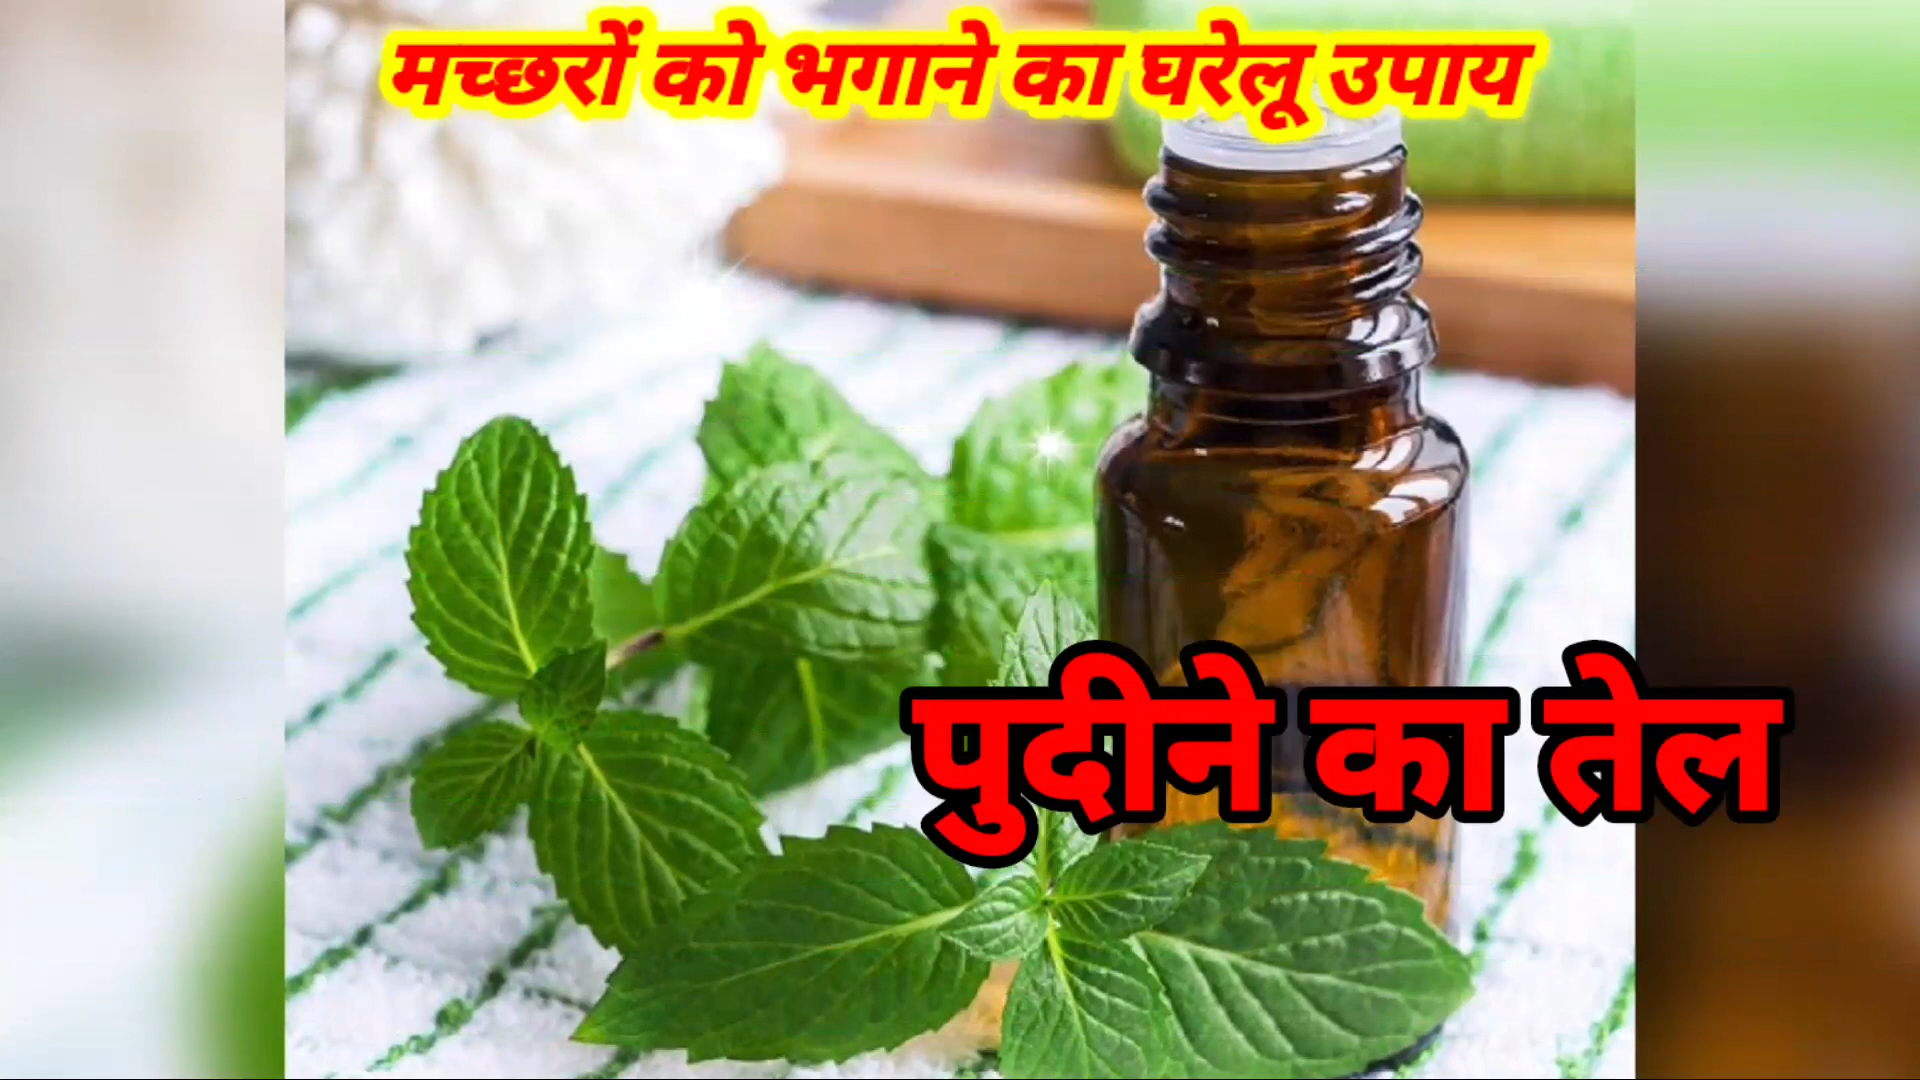 मच्छरों को भगाने का घरेलू उपाय
पुदीने का तेल